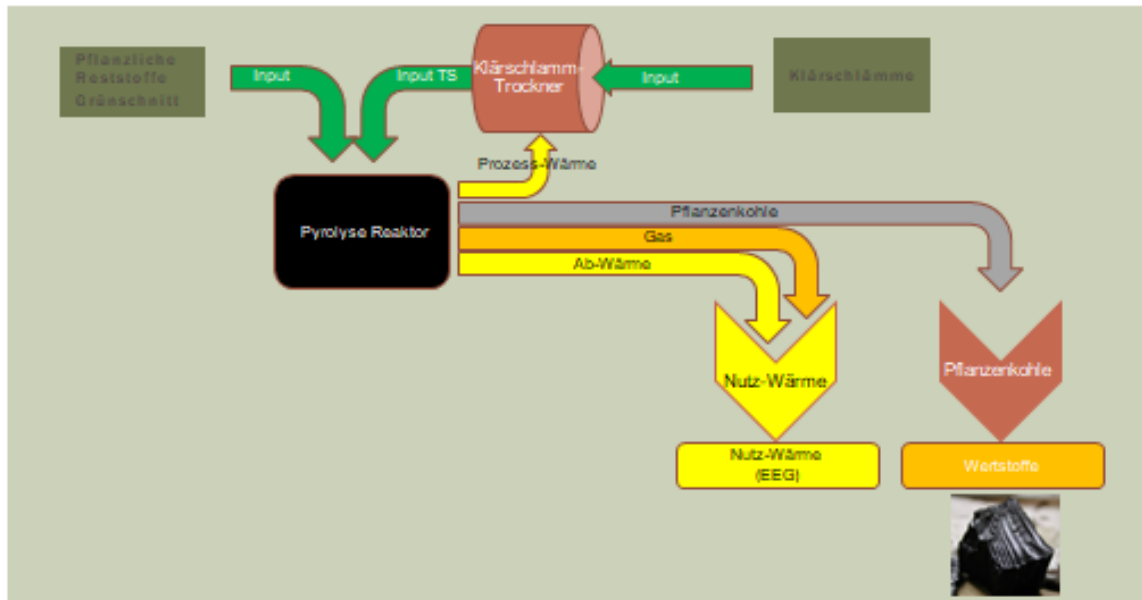 Pflanzliche
Reststoffe
Grünschnitt
Input
Input TS
Klärschlamm-
Trockner
Input
Klärschlämme
Prozess-Wärme
Pyrolyse Reaktor
Pflanzenkohle
Gas
Ab-Wärme
Nutz-Wärme
Pflanzenkohle
Nutz-Wärme
(EEG)
Wertstoffe